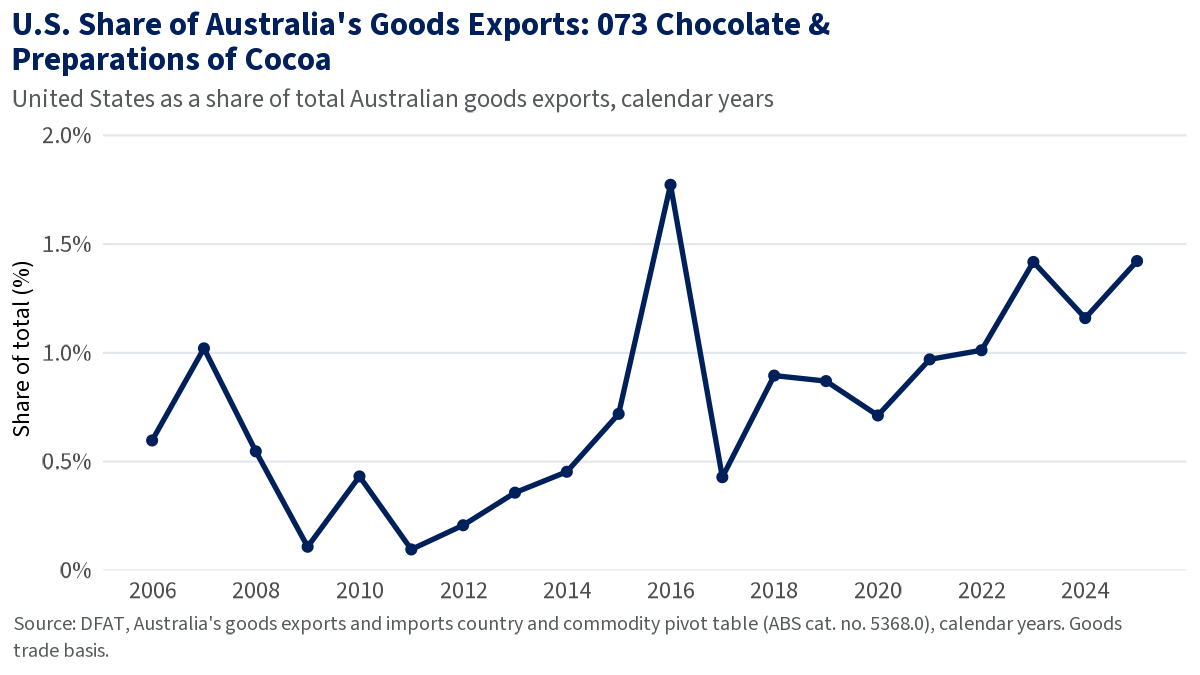 U.S. Share of Australia's Goods Exports: 073 Chocolate &
Preparations of Cocoa
United States as a share of total Australian goods exports, calendar years
Share of total (%)
2.0%
1.5%
1.0%
0.5%
0%
2006 2008 2010 2012 2014 2016 2018 2020 2022 2024
Source: DFAT, Australia's goods exports and imports country and commodity pivot table (ABS cat. no. 5368.0), calendar years. Goods
trade basis.